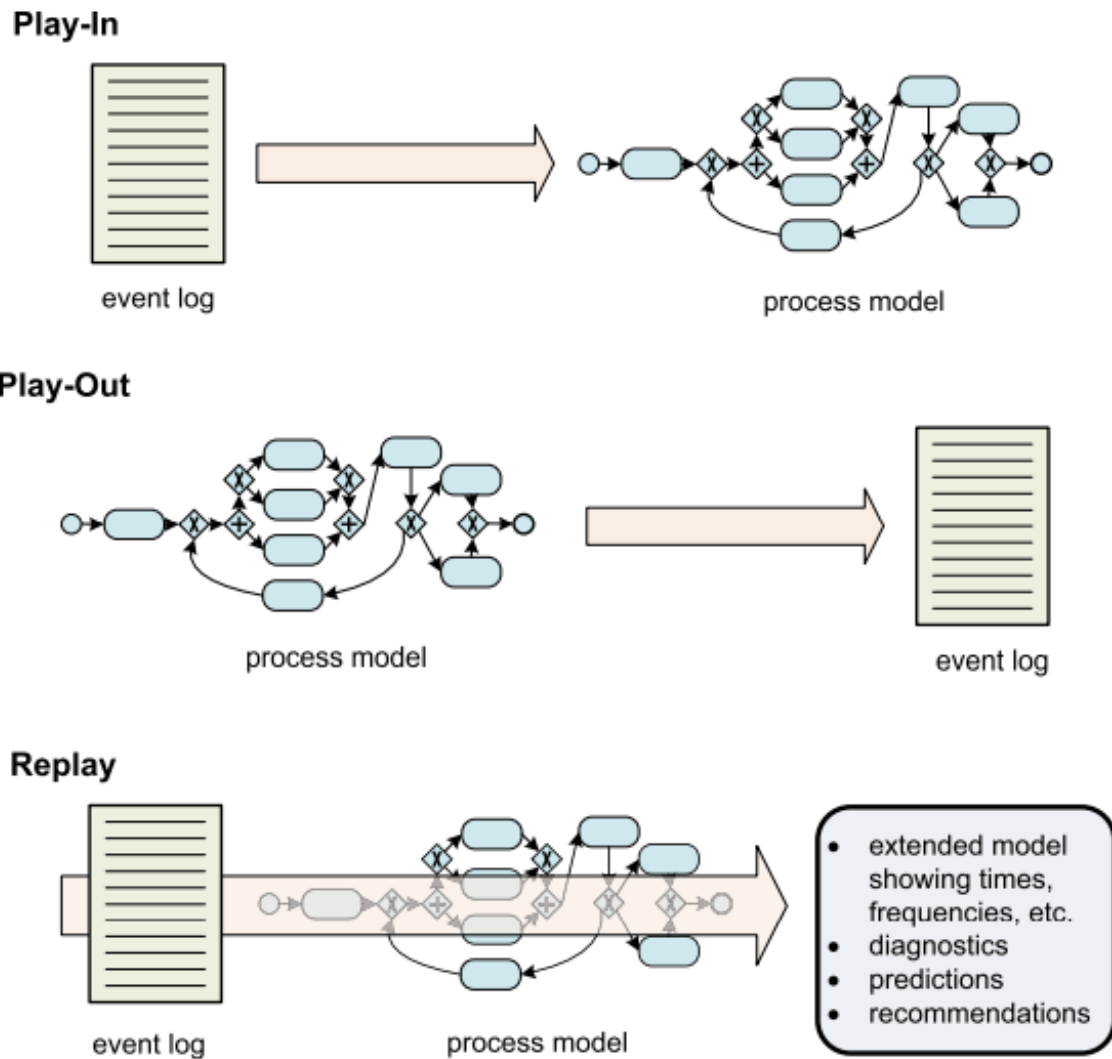 Play-In
event log
process model
Play-Out
process model
event log
Replay
• extended model
showing times,
frequencies, etc.
• diagnostics
• predictions
• recommendations
event log
process model